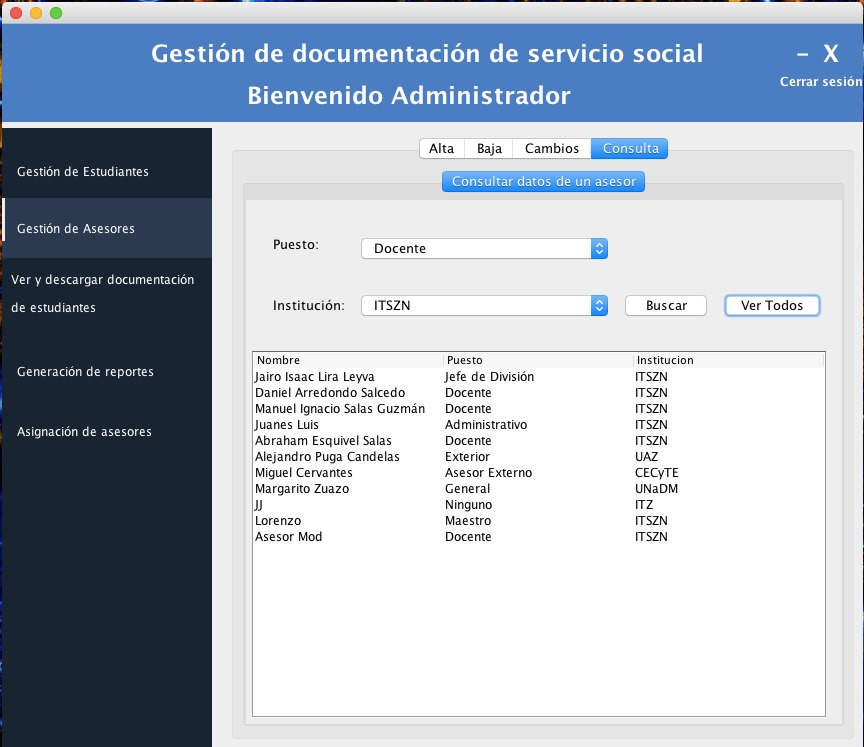 Gestión de documentación de servicio social
Bienvenido Administrador
– X
Cerrar sesión
Gestión de Estudiantes
Gestión de Asesores
Ver y descargar documentación
de estudiantes
Generación de reportes
Asignación de asesores
Alta Baja Cambios Consulta
Consultar datos de un asesor
Puesto: Docente
Institución: ITSZN Buscar Ver Todos
Nombre Puesto Institucion
Jairo Isaac Lira Leyva Jefe de División ITSZN
Daniel Arredondo Salcedo Docente ITSZN
Manuel Ignacio Salas Guzmán Docente ITSZN
Juanes Luis Administrativo ITSZN
Abraham Esquivel Salas Docente ITSZN
Alejandro Puga Candelas Exterior UAZ
Miguel Cervantes Asesor Externo CECyTE
Margarito Zuazo General UNaDM
JJ Ninguno ITZ
Lorenzo Maestro ITSZN
Asesor Mod Docente ITSZN